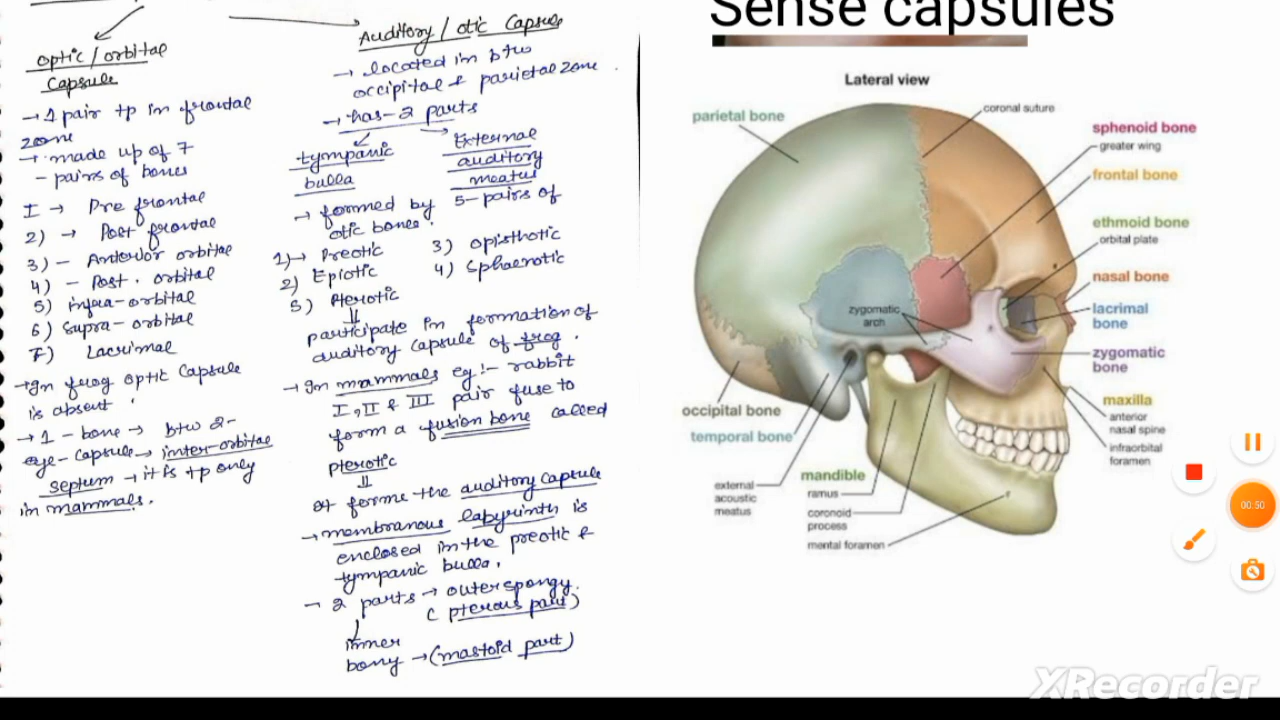 Optic/orbital
Capsule
→ 1 pair +p in frontal
zone
→ made up of 7
- pairs of bones
I → Pre frontal
2) → Post frontal
3) - Anterior orbital
4) - Post. orbital
5) infra-orbital
6) Supra-orbital
7) Lacrimal
→ In frog optic capsule
is absent.
→ 1-bone → btw 2-
eye-capsule → inter-orbital
septum → it is +p only
in mammals.
Auditory/otic Capsule
→ located in btw
occipital & parietal zone.
→ has - 2 parts
tympanic
bulla
External
auditory
meatus
→ formed by 5-pairs of
otic bones.
1) → Preotic
2) Epiotic
3) opisthotic
4) Sphaerotic
5) Pterotic
participate in formation of
auditory capsule of frog.
→ In mammals eg:- rabbit
I, II & III pair fuse to
form a fusion bone called
pterotic
It forms the auditory capsule
→ membranous labyrinth is
enclosed in the preotic &
tympanic bulla.
→ 2 parts → outer spongy
(pterous part)
inner
bony → (mastoid part)
Sense capsules
Lateral view
parietal bone
coronal suture
sphenoid bone
greater wing
frontal bone
ethmoid bone
orbital plate
nasal bone
lacrimal
bone
zygomatic
arch
zygomatic
bone
maxilla
anterior
nasal spine
infraorbital
foramen
occipital bone
temporal bone
external
acoustic
meatus
mandible
ramus
coronoid
process
mental foramen
00:50
XRecorder